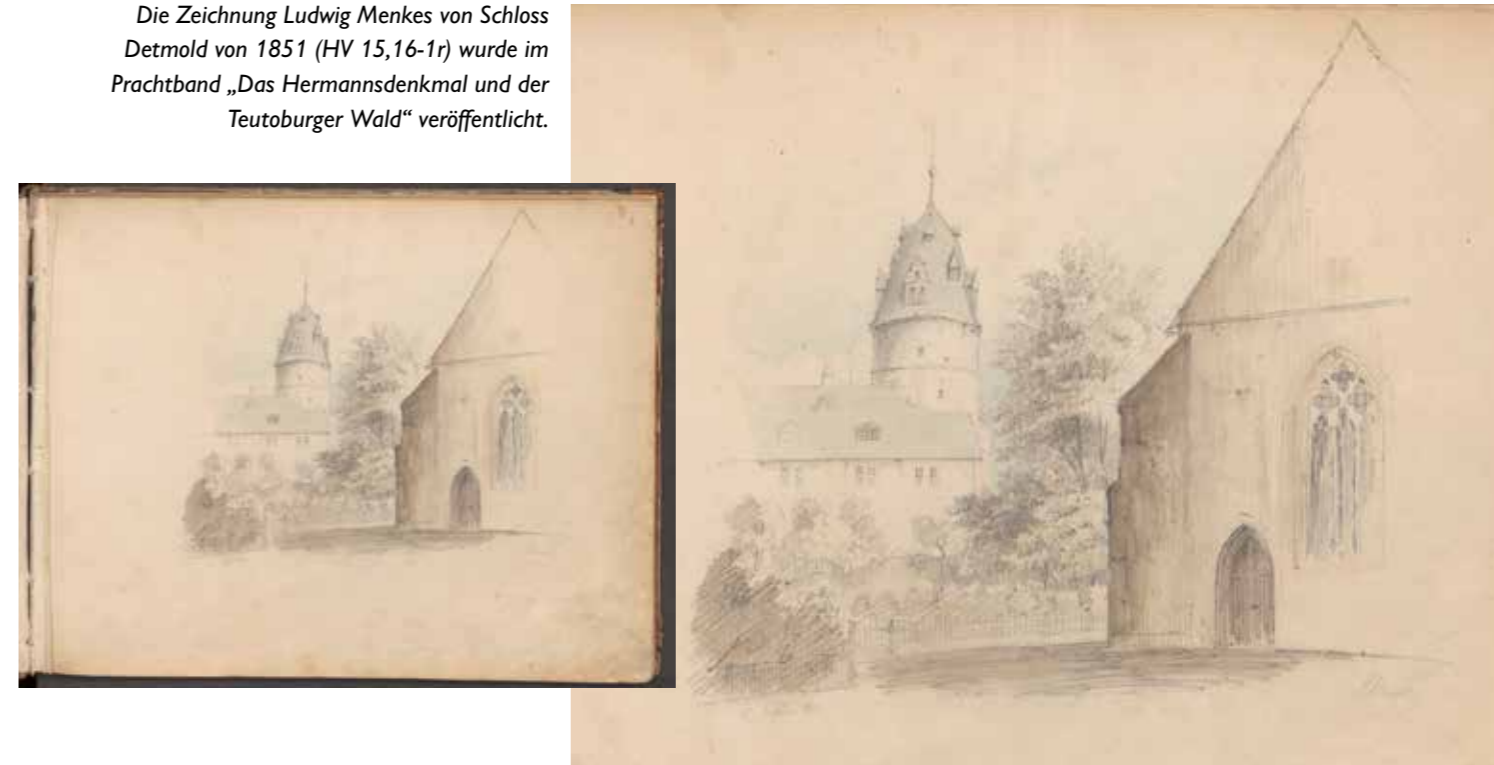 Die Zeichnung Ludwig Menkes von Schloss
Detmold von 1851 (HV 15,16-1r) wurde im
Prachtband „Das Hermannsdenkmal und der
Teutoburger Wald“ veröffentlicht.